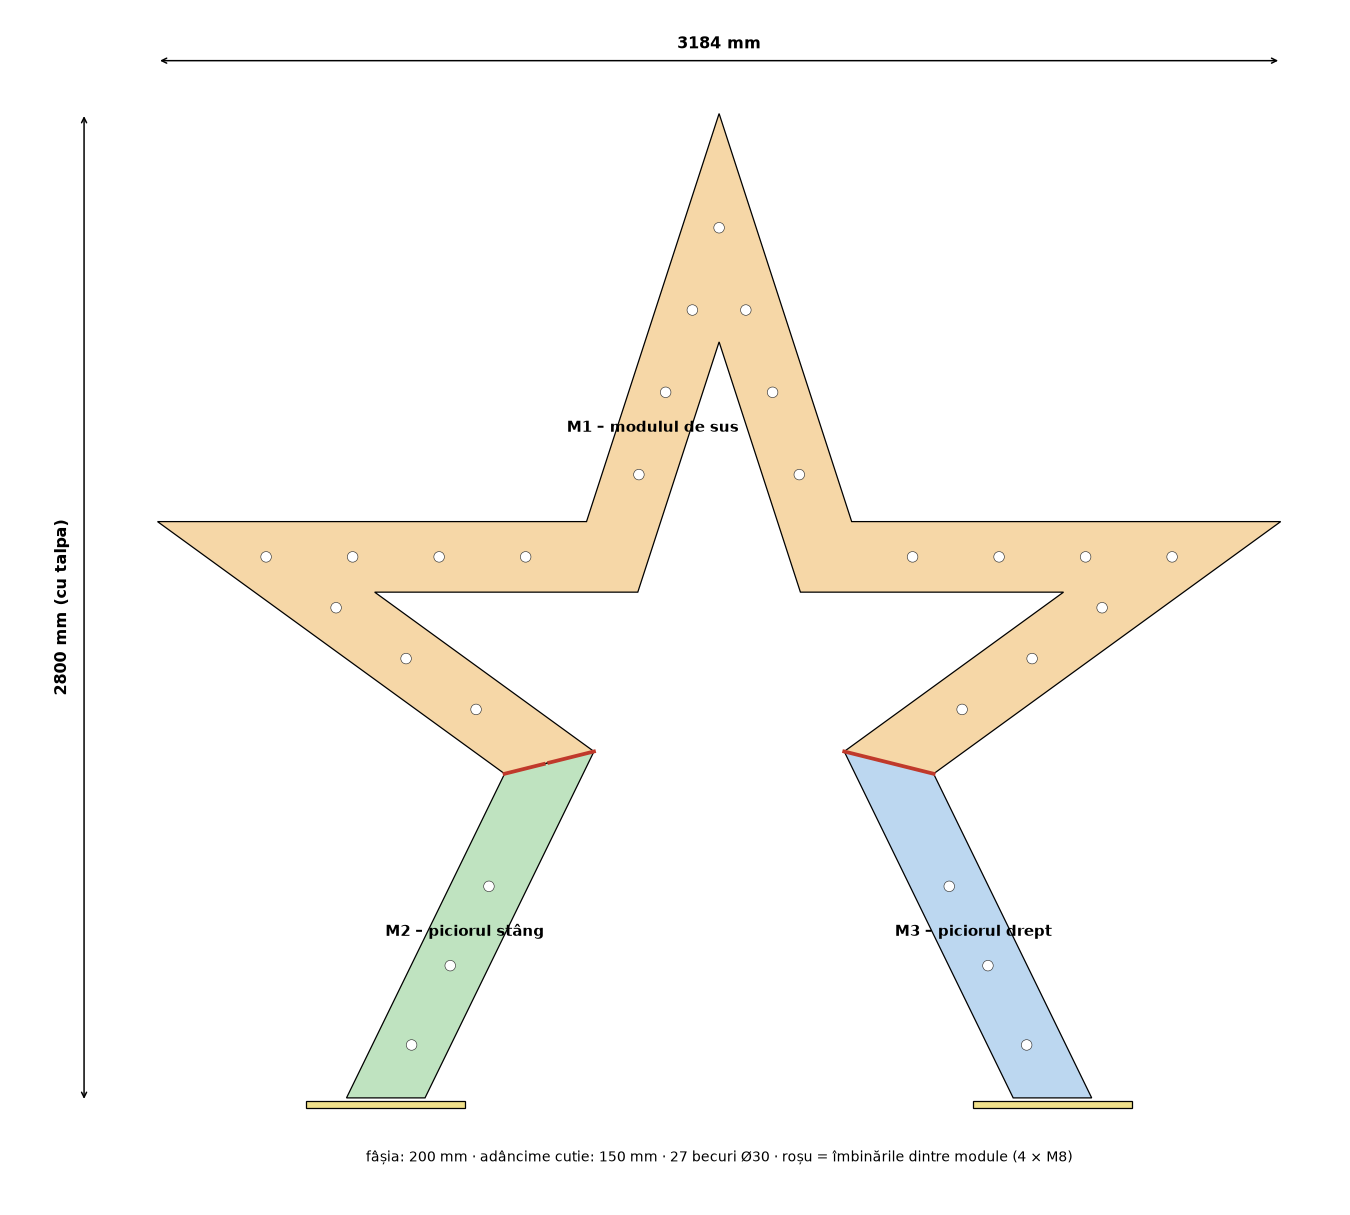 3184 mm
2800 mm (cu talpa)
M1 – modulul de sus
M2 – piciorul stâng
M3 – piciorul drept
fâșia: 200 mm · adâncime cutie: 150 mm · 27 becuri Ø30 · roșu = îmbinările dintre module (4 × M8)